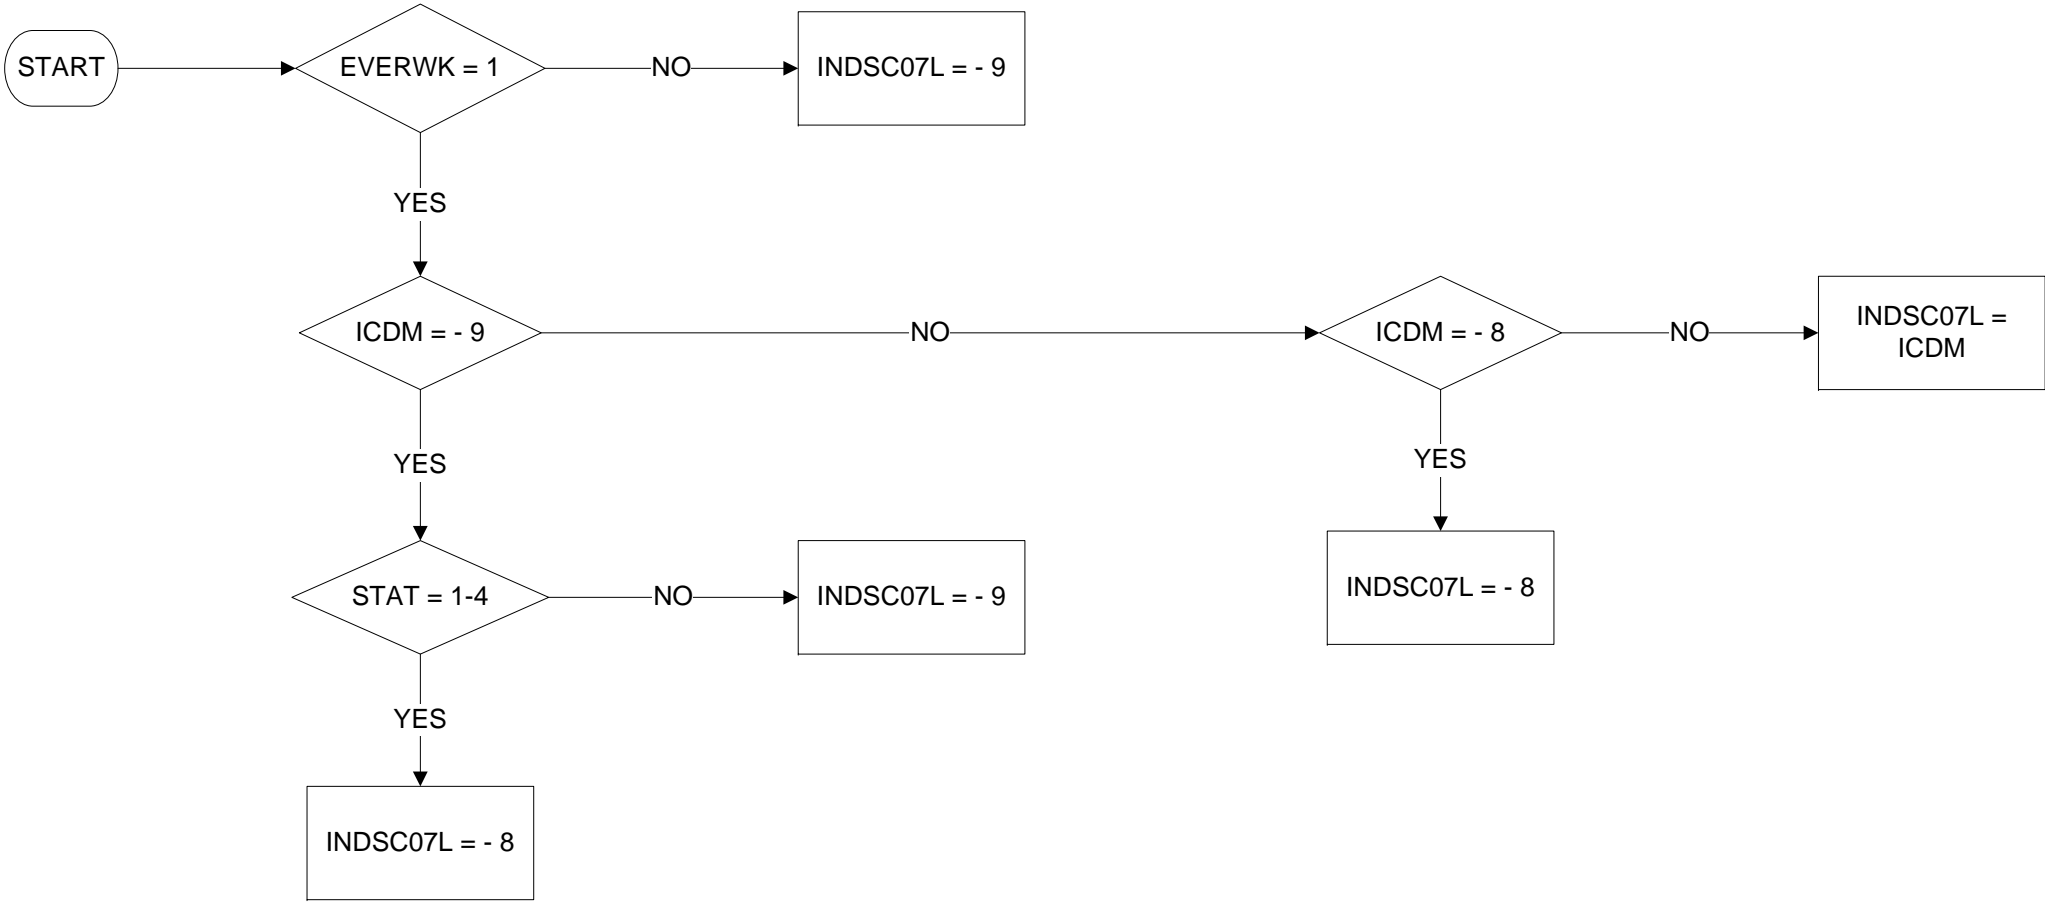 START
EVERWK = 1
NO
INDSC07L = - 9
YES
ICDM = - 9
NO
ICDM = - 8
NO
INDSC07L =
ICDM
YES
YES
STAT = 1-4
NO
INDSC07L = - 9
INDSC07L = - 8
YES
INDSC07L = - 8